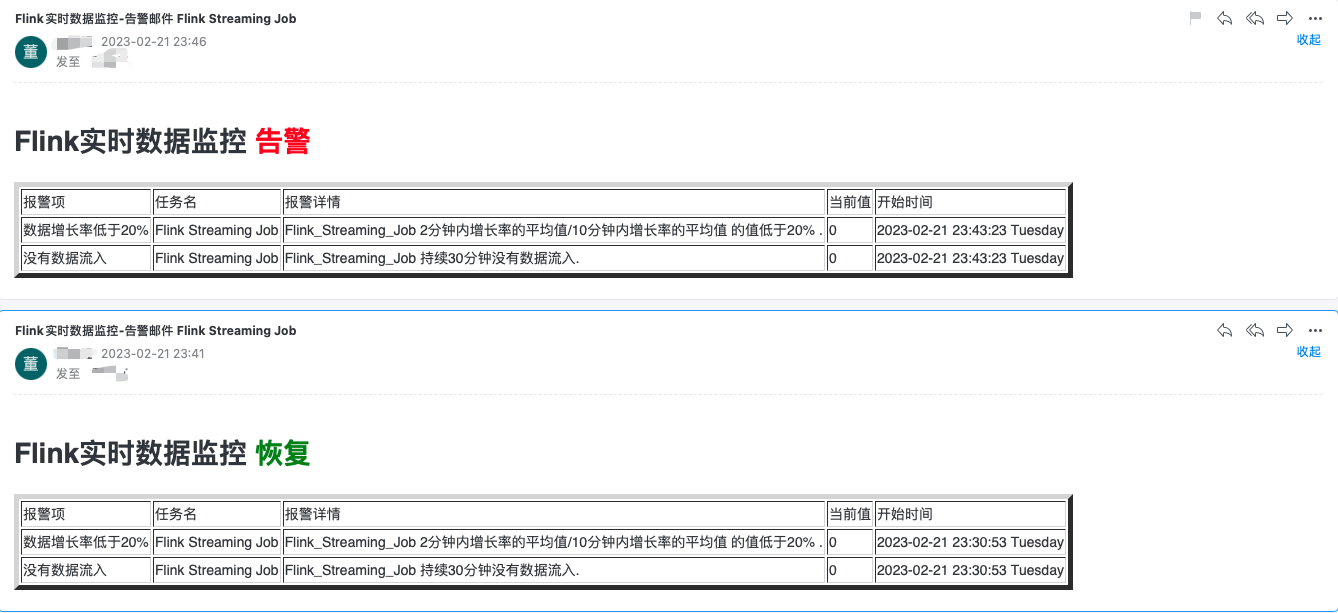 Flink实时数据监控-告警邮件 Flink Streaming Job
董
2023-02-21 23:46
收起
发至
Flink实时数据监控 告警
报警项 任务名 报警详情 当前值 开始时间
数据增长率低于20% Flink Streaming Job Flink_Streaming_Job 2分钟内增长率的平均值/10分钟内增长率的平均值 的值低于20% . 0 2023-02-21 23:43:23 Tuesday
没有数据流入 Flink Streaming Job Flink_Streaming_Job 持续30分钟没有数据流入. 0 2023-02-21 23:43:23 Tuesday
Flink实时数据监控-告警邮件 Flink Streaming Job
董
2023-02-21 23:41
收起
发至
Flink实时数据监控 恢复
报警项 任务名 报警详情 当前值 开始时间
数据增长率低于20% Flink Streaming Job Flink_Streaming_Job 2分钟内增长率的平均值/10分钟内增长率的平均值 的值低于20% . 0 2023-02-21 23:30:53 Tuesday
没有数据流入 Flink Streaming Job Flink_Streaming_Job 持续30分钟没有数据流入. 0 2023-02-21 23:30:53 Tuesday